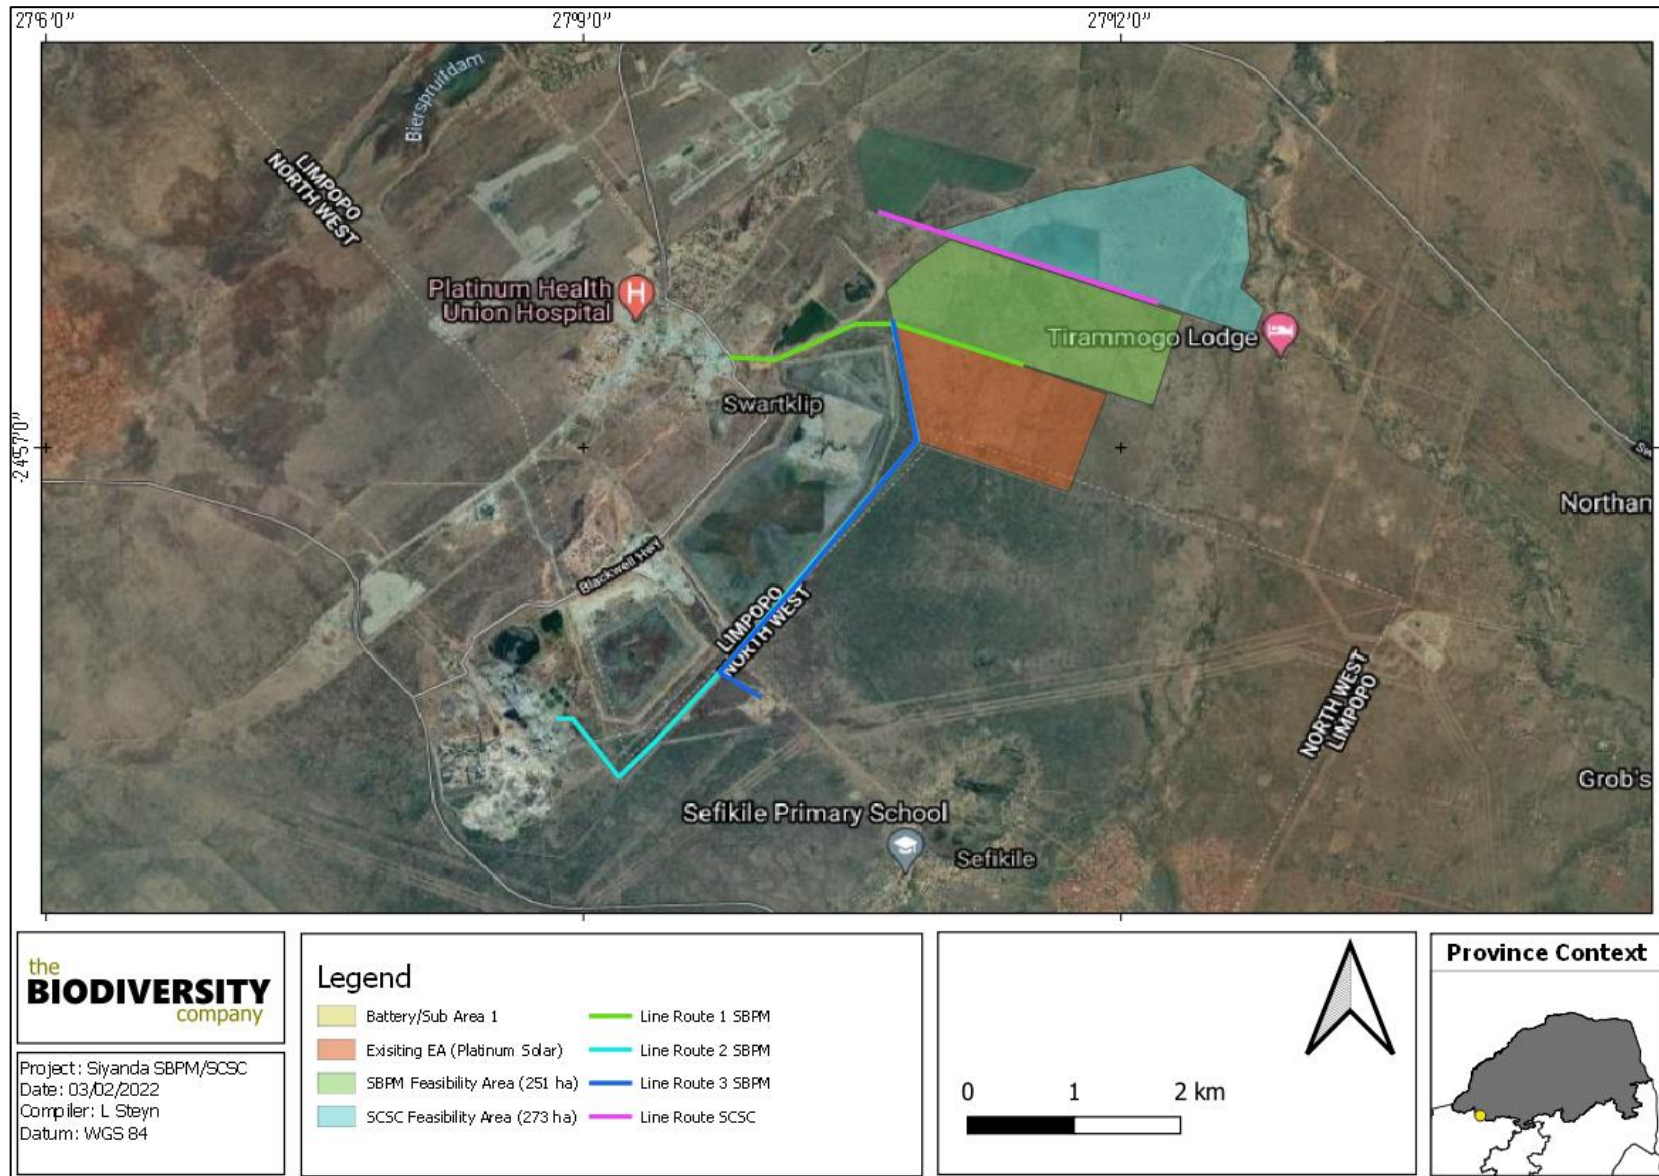 27°6'0"
27°9'0"
27°12'0"
24°57'0"
Bierspruitdam
LIMPOPO
NORTH WEST
Platinum Health
Union Hospital
Tirammogo Lodge
Swartklip
Northam
Blackwell Hwy
LIMPOPO
NORTH WEST
NORTH WEST
LIMPOPO
Grob's
Sefikile Primary School
Sefikile
the
BIODIVERSITY
company
Project: Siyanda SBPM/SCSC
Date: 03/02/2022
Compiler: L Steyn
Datum: WGS 84
Legend
Battery/Sub Area 1
Exisiting EA (Platinum Solar)
SBPM Feasibility Area (251 ha)
SCSC Feasibility Area (273 ha)
Line Route 1 SBPM
Line Route 2 SBPM
Line Route 3 SBPM
Line Route SCSC
0 1 2 km
Province Context